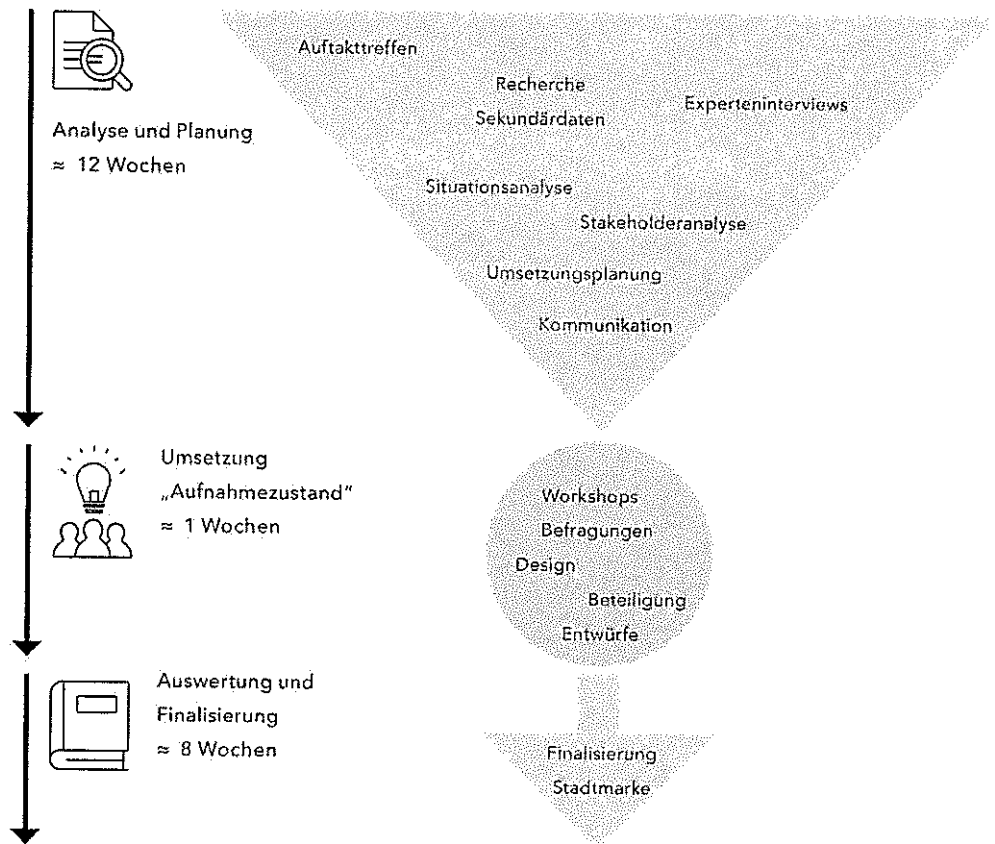 Auftakttreffen
Recherche
Sekundärdaten
Experteninterviews
Analyse und Planung
≈ 12 Wochen
Situationsanalyse
Stakeholderanalyse
Umsetzungsplanung
Kommunikation
Umsetzung
„Aufnahmezustand"
≈ 1 Wochen
Workshops
Befragungen
Design
Beteiligung
Entwürfe
Auswertung und
Finalisierung
≈ 8 Wochen
Finalisierung
Stadtmarke